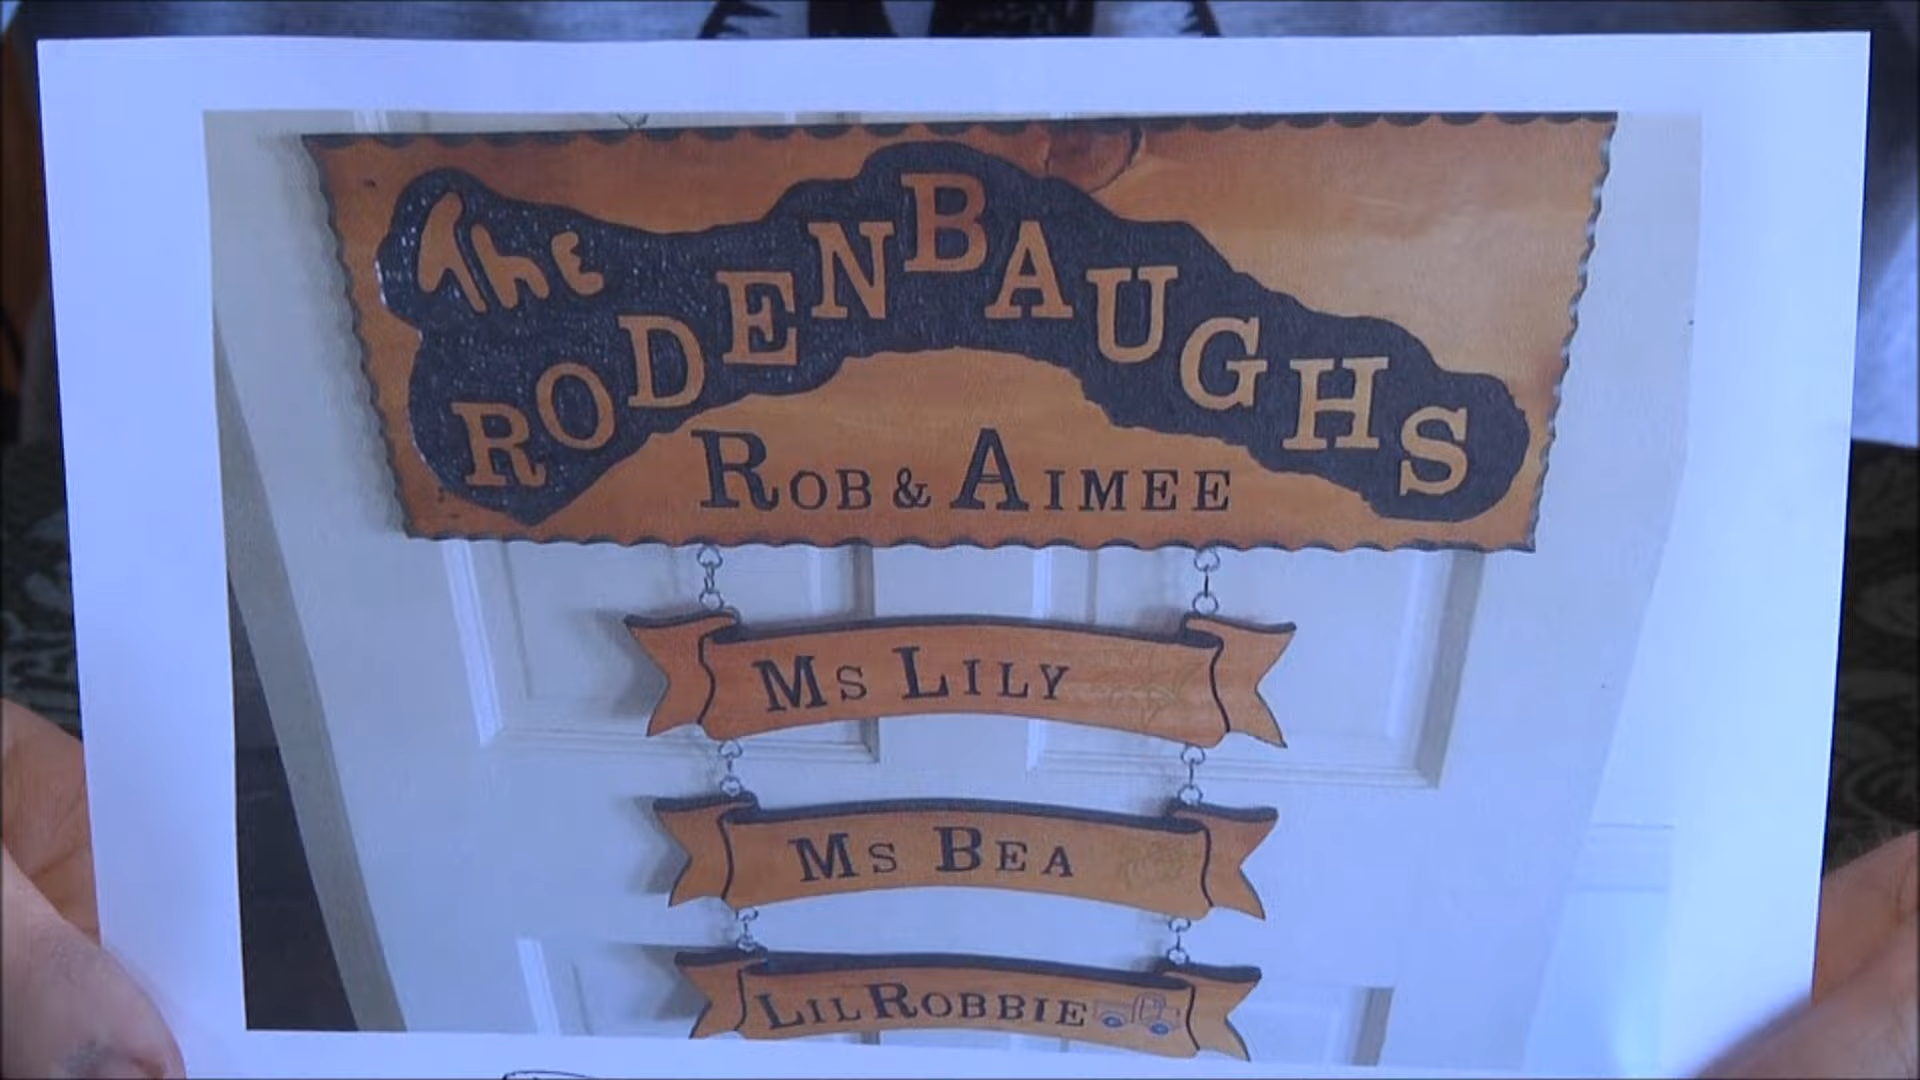 The
RODENBAUGHS
ROB & AIMEE
MS LILY
MS BEA
LIL ROBBIE